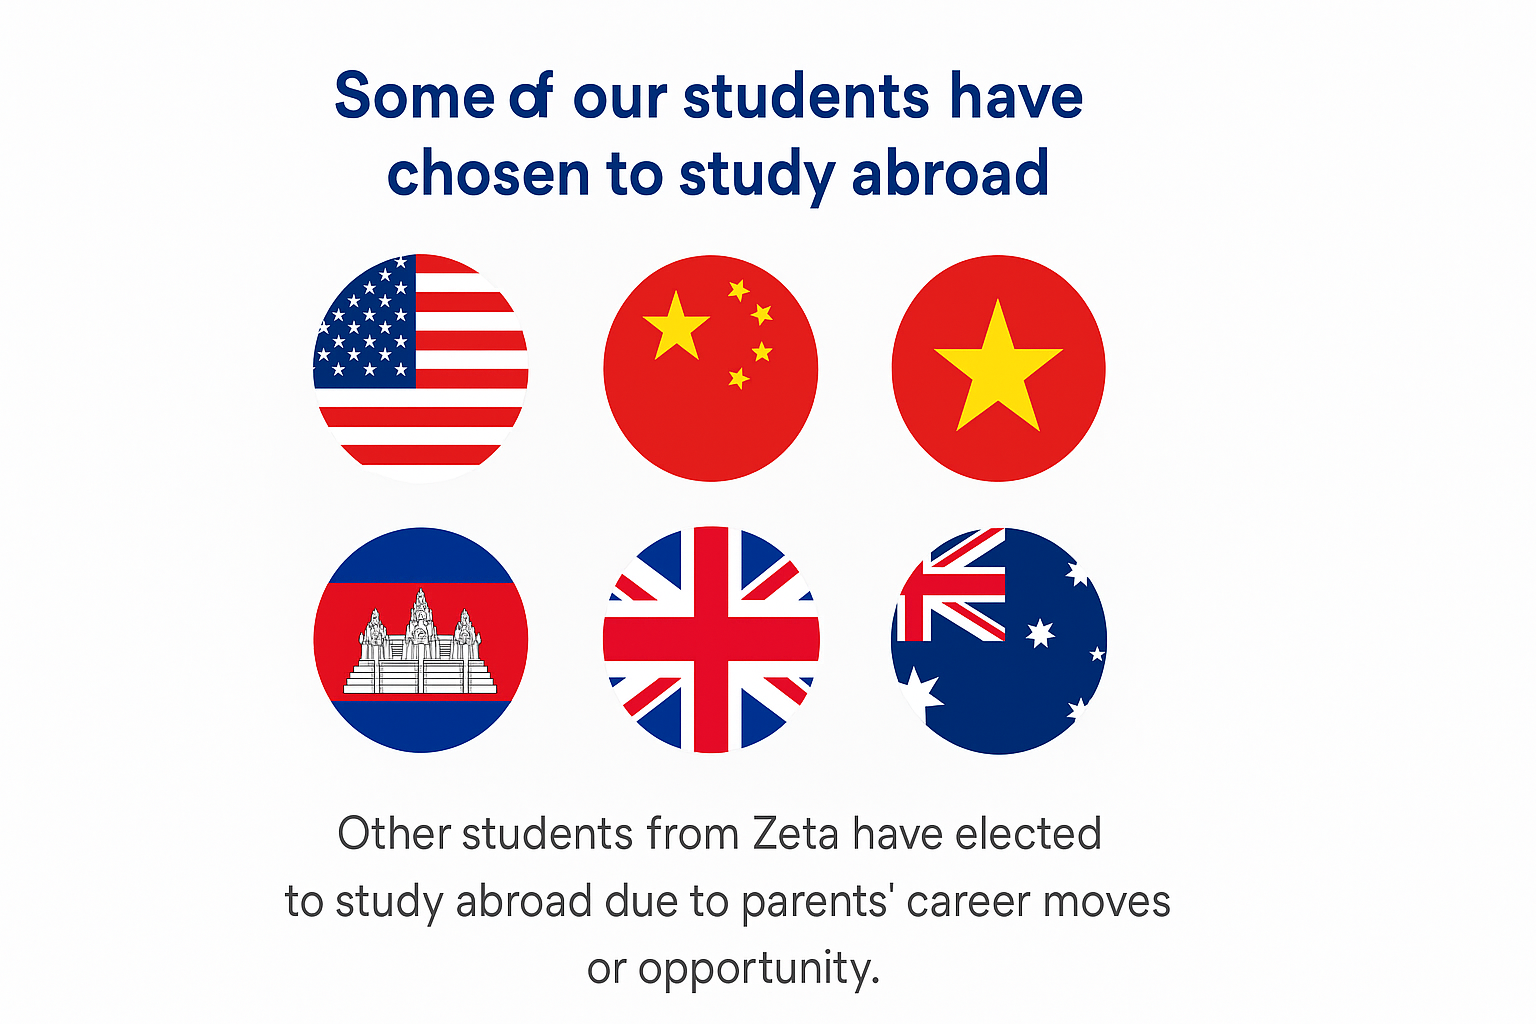 Some of our students have
chosen to study abroad
Other students from Zeta have elected
to study abroad due to parents' career moves
or opportunity.